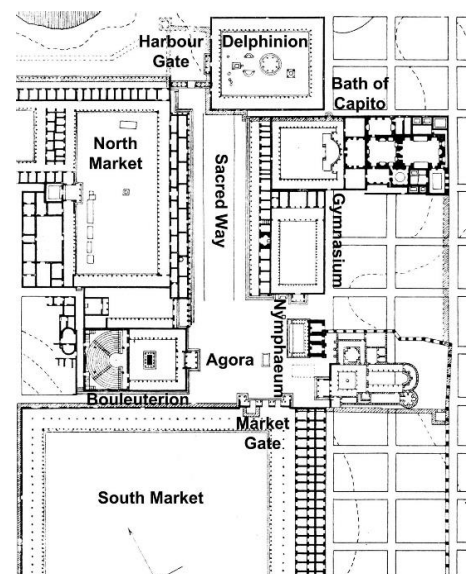 Harbour
Gate
Delphinion
Bath of
Capito
North
Market
Sacred Way
Gymnasium
Nymphaeum
Agora
Bouleuterion
Market
Gate
South Market